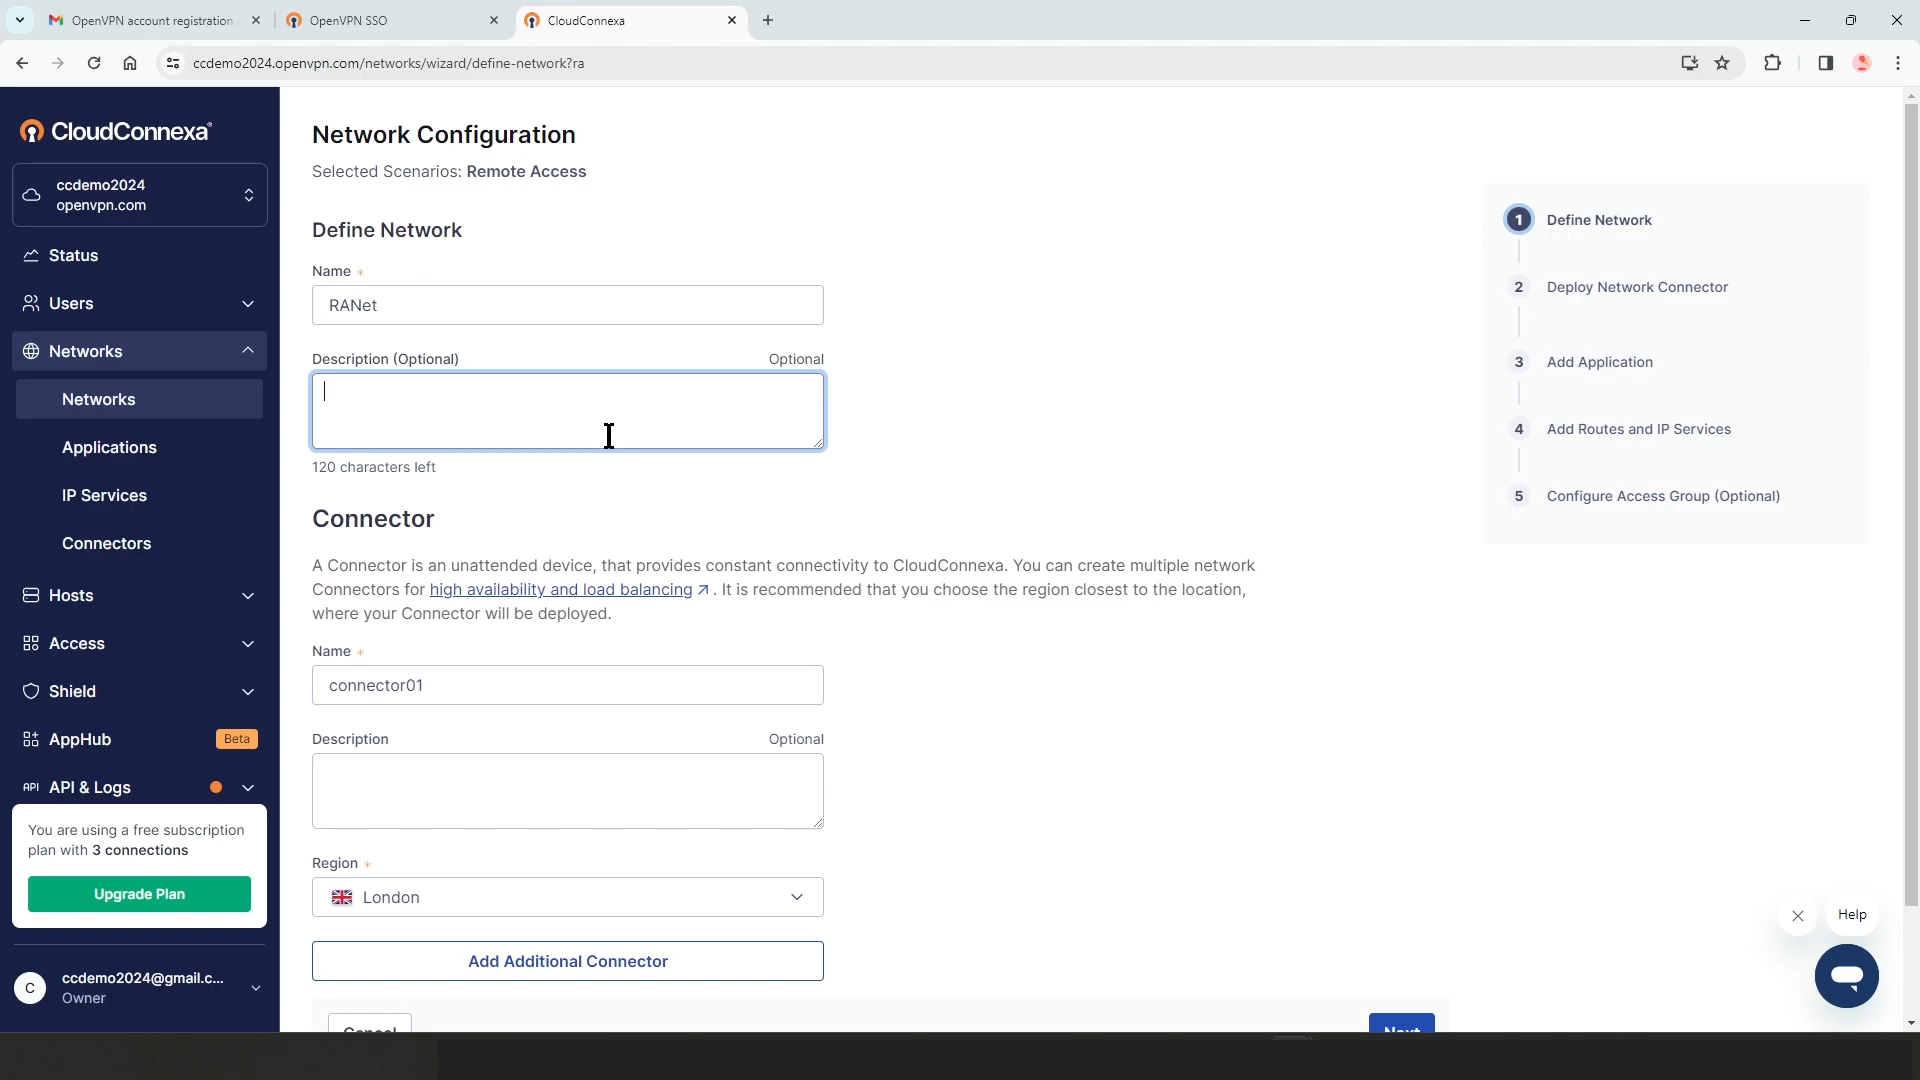 OpenVPN account registration
OpenVPN SSO
CloudConnexa
ccdemo2024.openvpn.com/networks/wizard/define-network?ra
CloudConnexa®
ccdemo2024
openvpn.com
Status
Users
Networks
Networks
Applications
IP Services
Connectors
Hosts
Access
Shield
AppHub
Beta
API API & Logs
You are using a free subscription
plan with 3 connections
Upgrade Plan
C
ccdemo2024@gmail.c...
Owner
Network Configuration
Selected Scenarios: Remote Access
Define Network
Name *
RANet
Description (Optional) Optional
120 characters left
Connector
A Connector is an unattended device, that provides constant connectivity to CloudConnexa. You can create multiple network
Connectors for high availability and load balancing ↗ . It is recommended that you choose the region closest to the location,
where your Connector will be deployed.
Name *
connector01
Description Optional
Region *
London
Add Additional Connector
Cancel
Next
1 Define Network
2 Deploy Network Connector
3 Add Application
4 Add Routes and IP Services
5 Configure Access Group (Optional)
Help